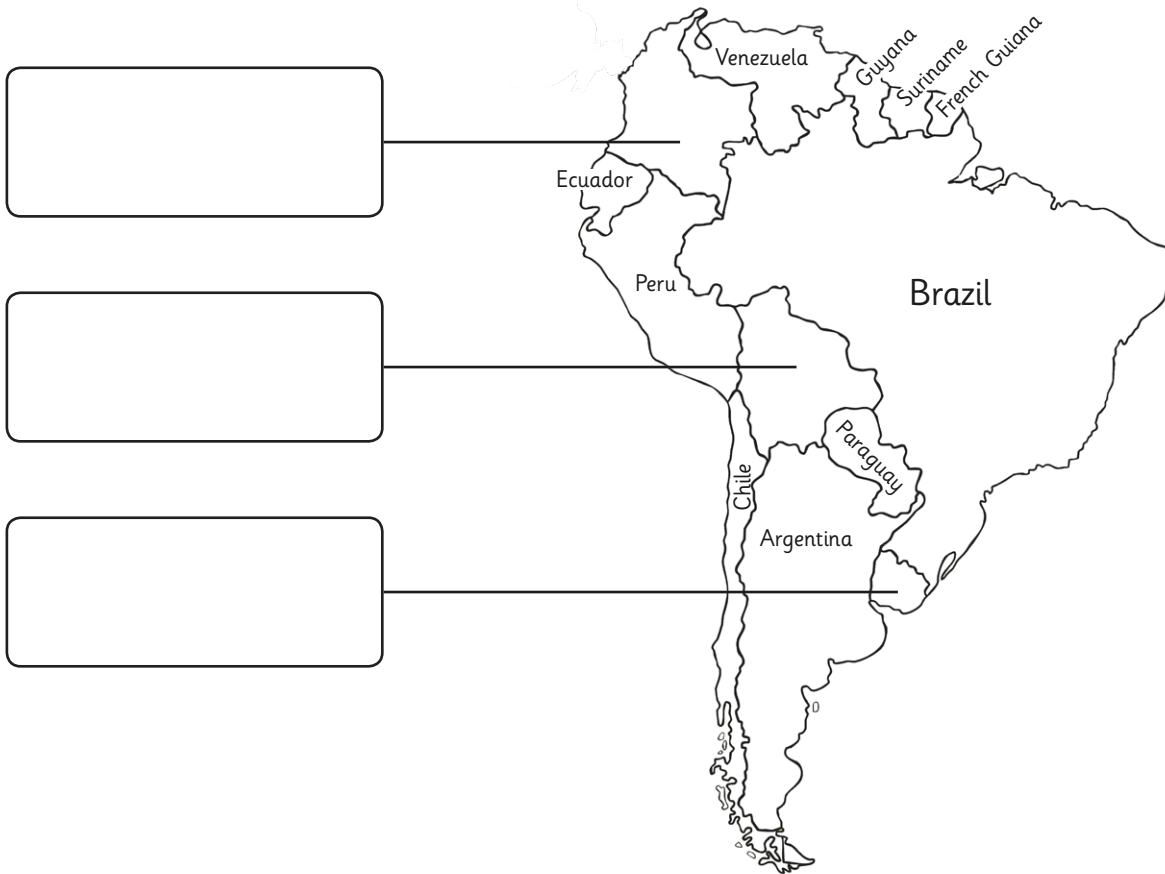 Venezuela
Guyana
Suriname
French Guiana
Ecuador
Peru
Brazil
Paraguay
Chile
Argentina